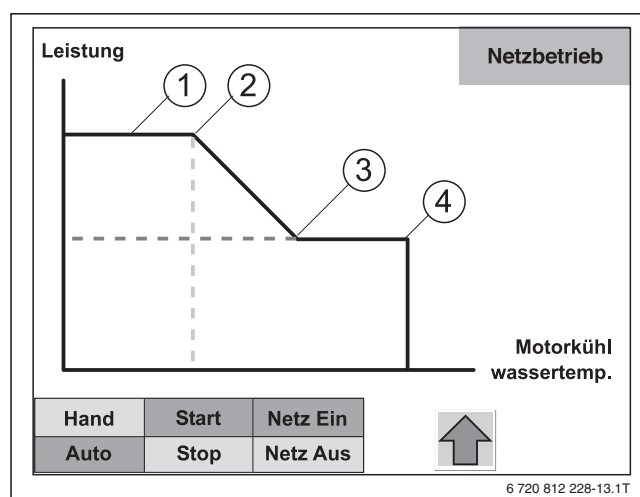 Leistung
Netzbetrieb
1
2
3
4
Motorkühl
wassertemp.
Hand Start Netz Ein
Auto Stop Netz Aus
6 720 812 228-13.1T